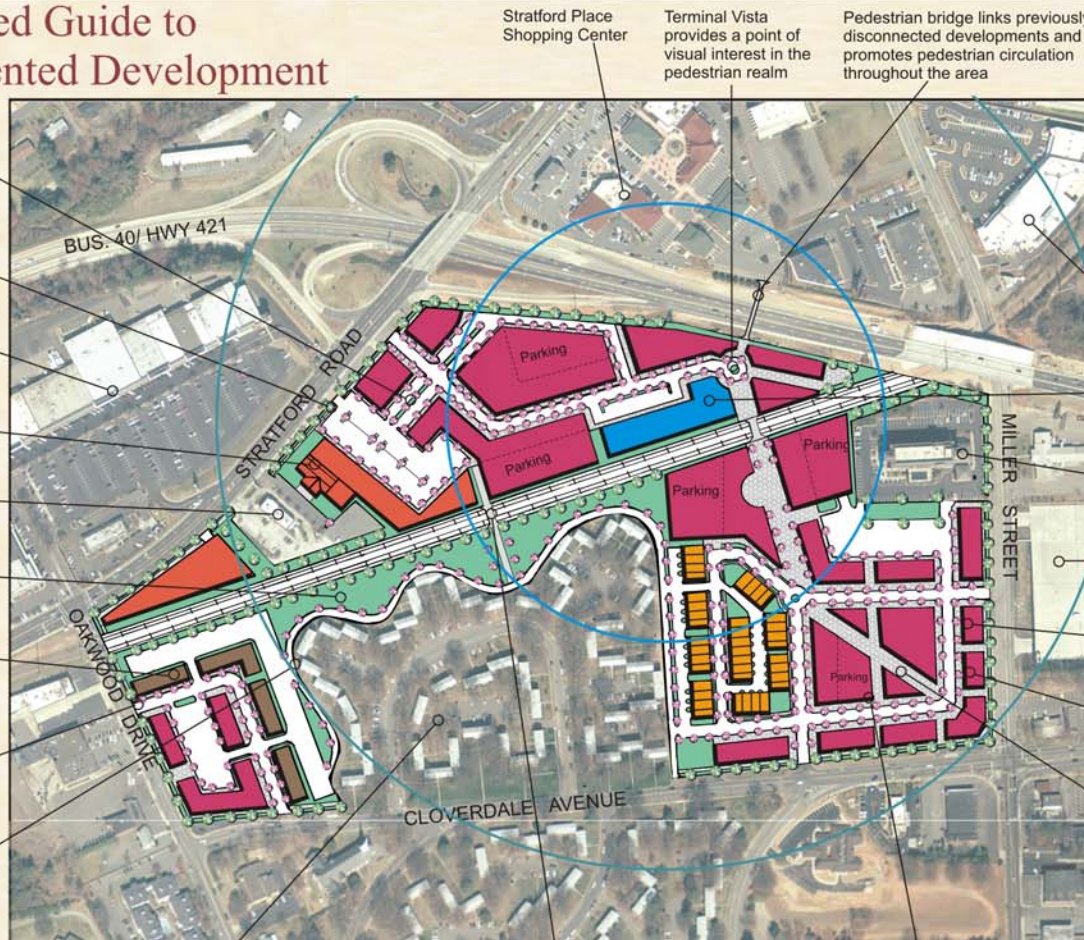 ed Guide to
ented Development
Stratford Place
Shopping Center
Terminal Vista
provides a point of
visual interest in the
pedestrian realm
Pedestrian bridge links previously
disconnected developments and
promotes pedestrian circulation
throughout the area
BUS. 40/ HWY 421
STRATFORD ROAD
Parking
Parking
Parking
Parking
MILLER STREET
OAKWOOD DRIVE
Parking
CLOVERDALE AVENUE